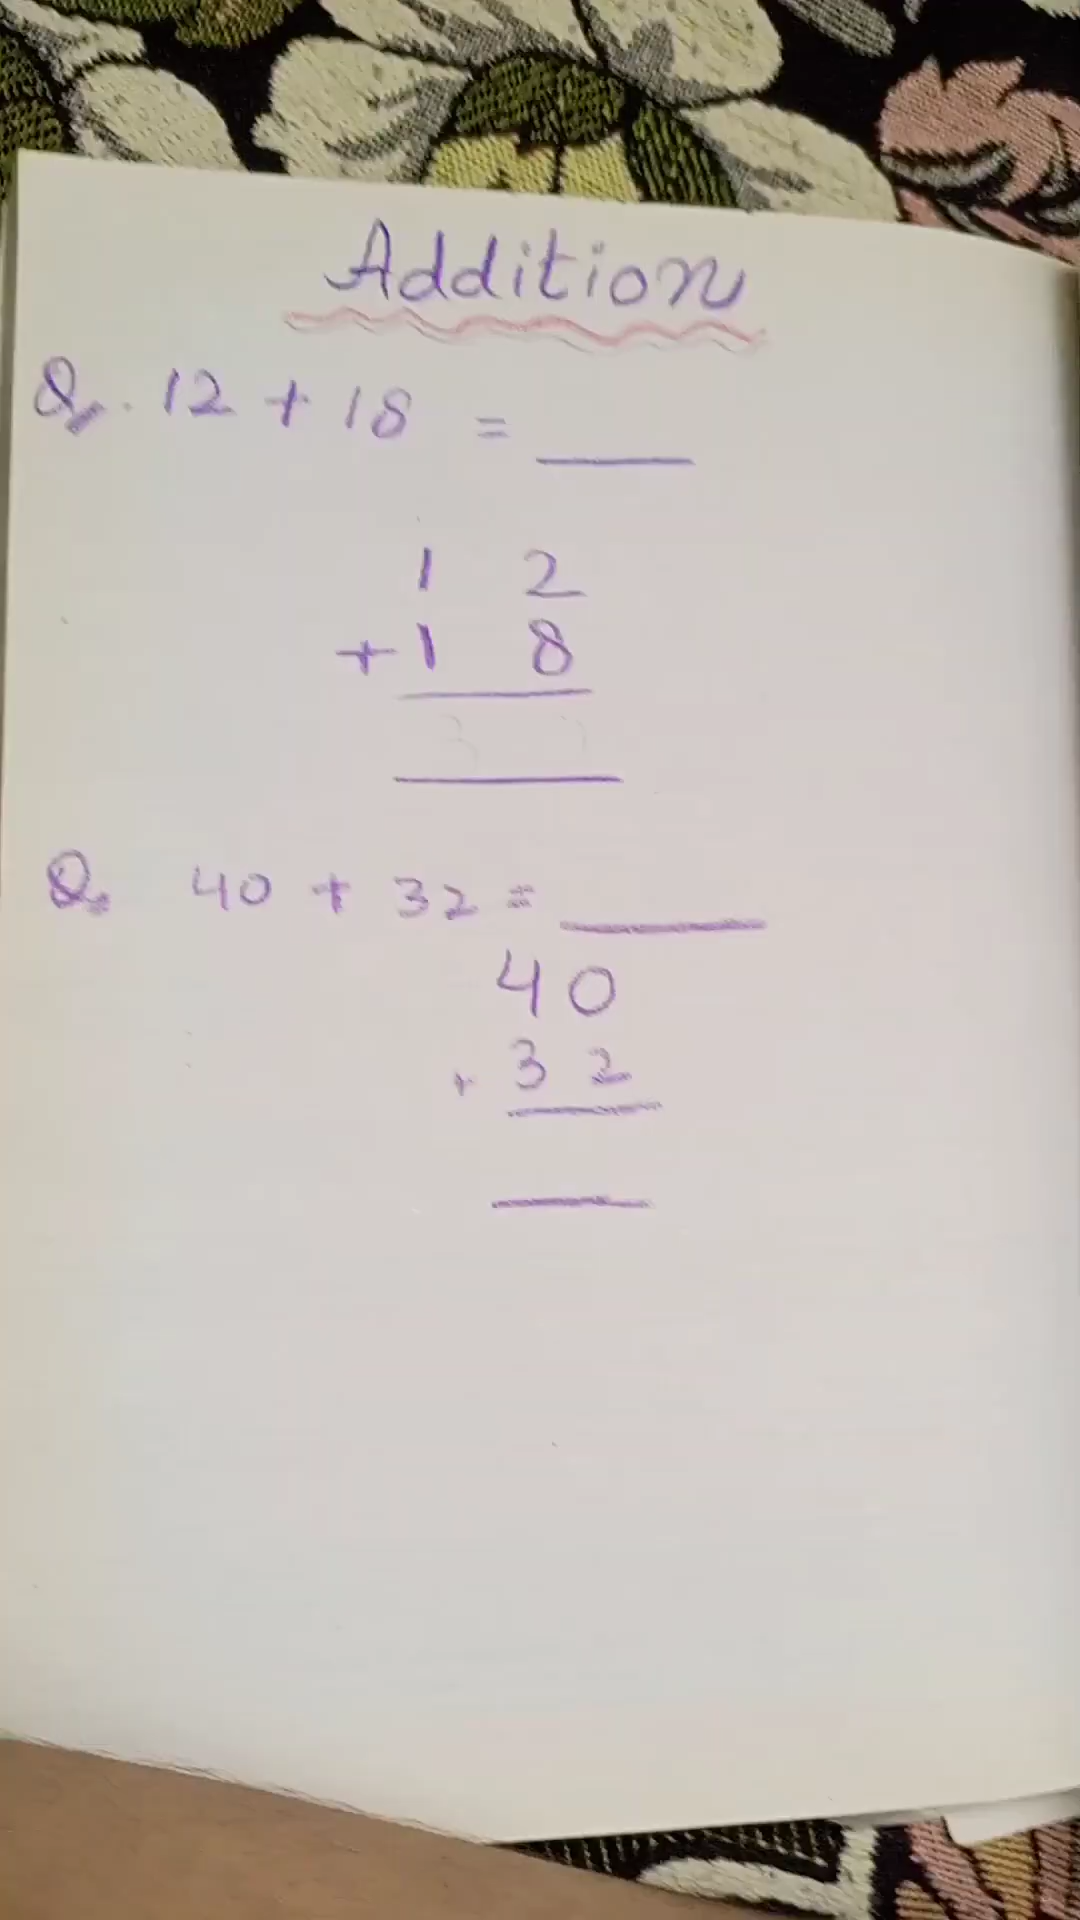 Addition
Q. 12 + 18 = ____
1 2
+ 1 8
Q. 40 + 32 = ____
40
+ 32